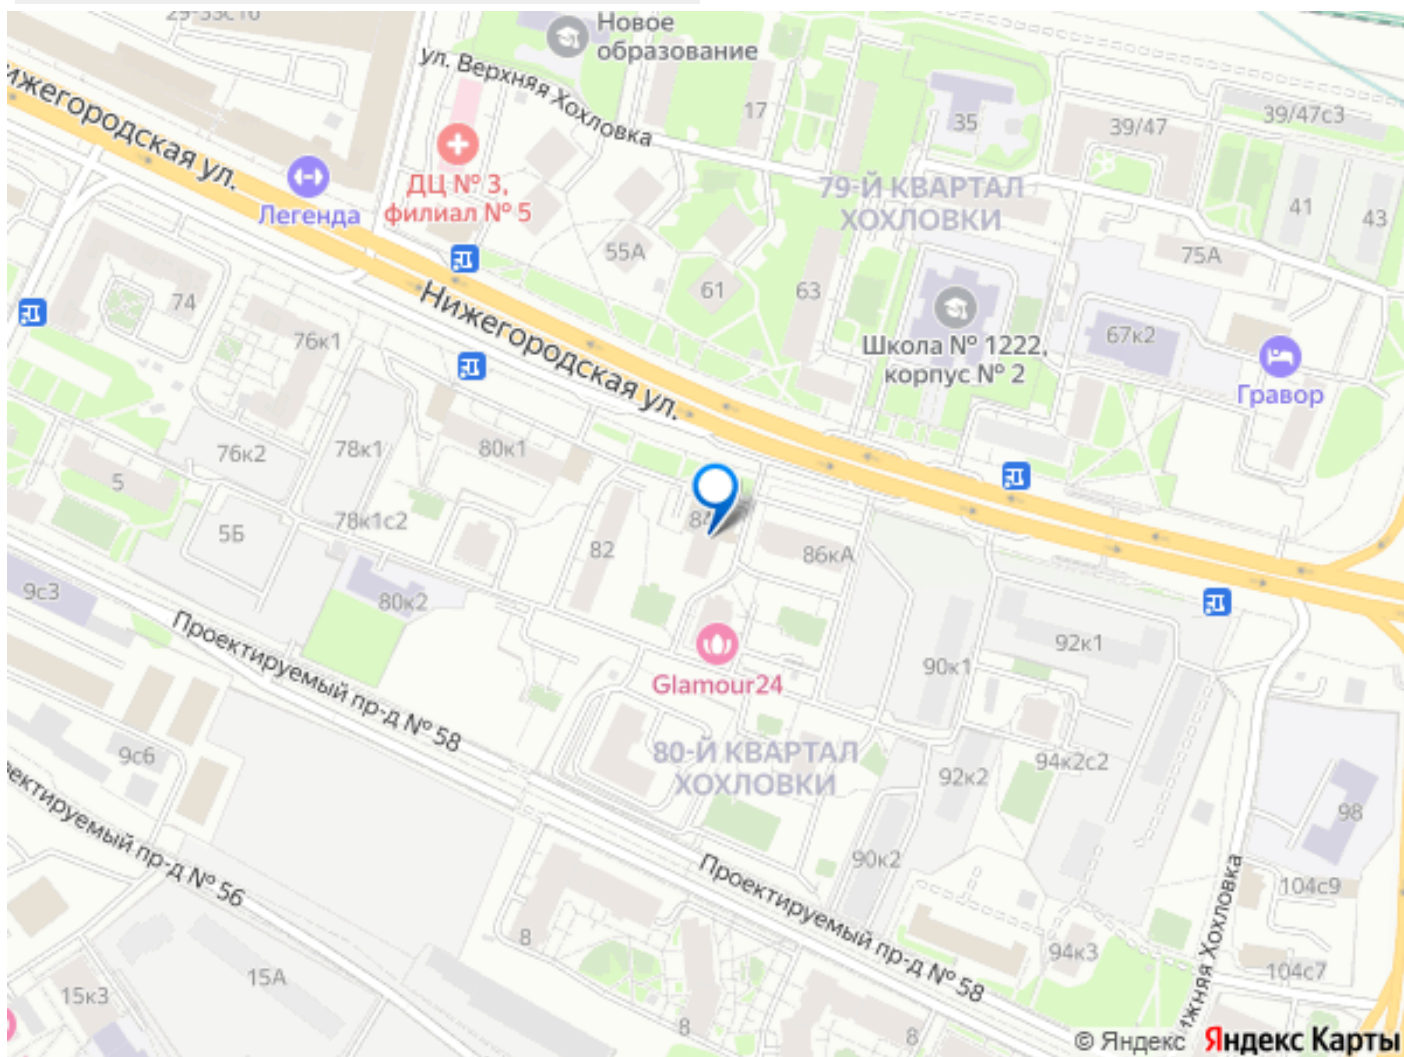 29-33с16
Новое
образование
ул. Верхняя Хохловка
17
35
39/47
39/47с3
Нижегородская ул.
ДЦ № 3,
филиал № 5
Легенда
79-Й КВАРТАЛ
ХОХЛОВКИ
41
43
55А
75А
74
61
63
Нижегородская ул.
76к1
Школа № 1222,
корпус № 2
67к2
Гравор
76к2
78к1
80к1
5
5Б
78к1с2
82
86кА
9с3
80к2
Проектируемый пр-д № 58
Glamour24
90к1
92к1
9с6
80-Й КВАРТАЛ
ХОХЛОВКИ
92к2
94к2с2
98
пр-д № 56
90к2
Проектируемый пр-д № 58
104с9
8
94к3
Хохловка
104с7
15А
15к3
8
8
© Яндекс Яндекс Карты